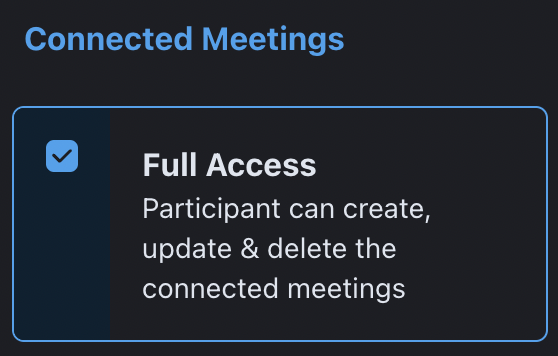 Connected Meetings
Full Access
Participant can create,
update & delete the
connected meetings